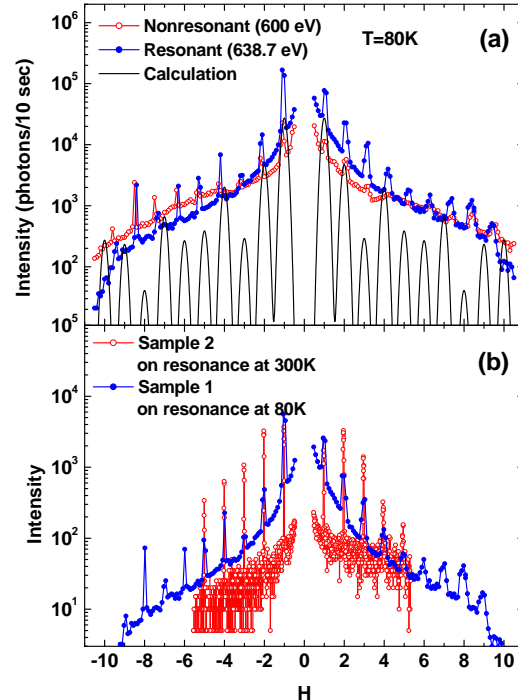 Nonresonant (600 eV)
Resonant (638.7 eV)
Calculation
T=80K
(a)
Intensity (photons/10 sec)
10^6
10^5
10^4
10^3
10^2
10^5
Sample 2
on resonance at 300K
Sample 1
on resonance at 80K
(b)
Intensity
10^4
10^3
10^2
10^1
-10 -8 -6 -4 -2 0 2 4 6 8 10
H